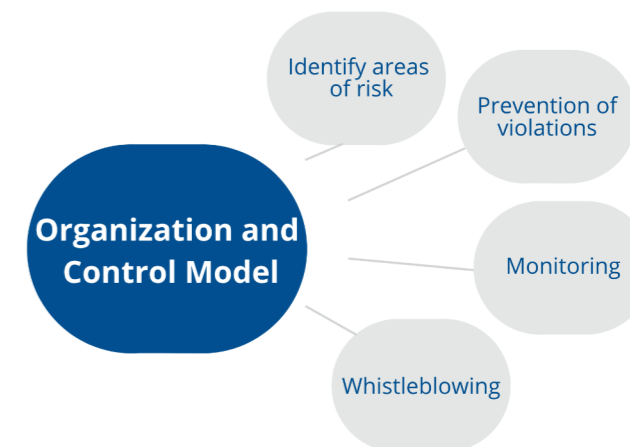 Identify areas
of risk
Prevention of
violations
Organization and
Control Model
Monitoring
Whistleblowing